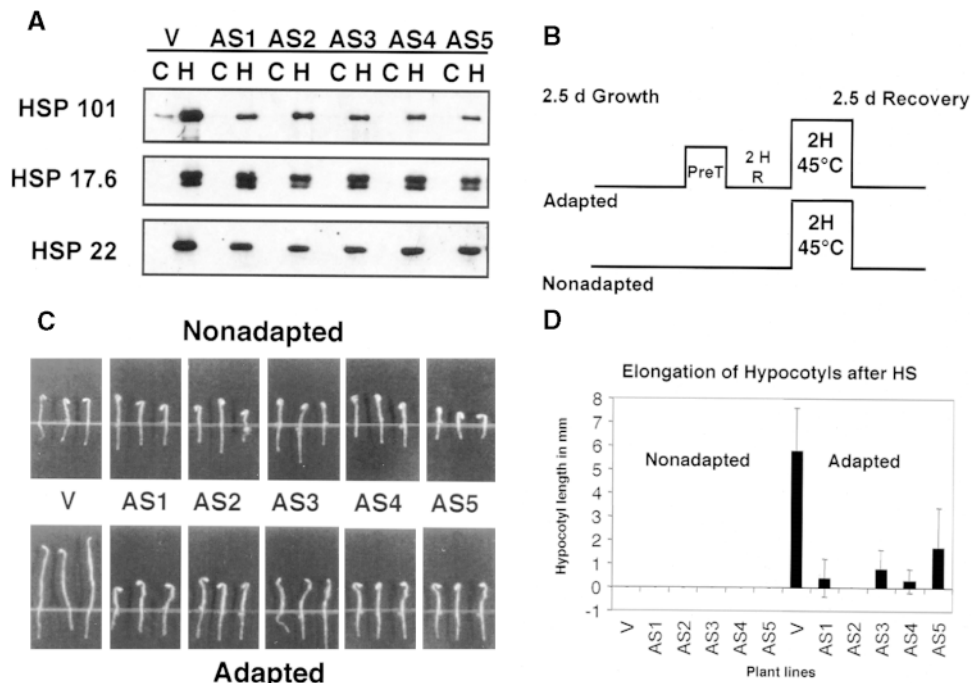 A
V AS1 AS2 AS3 AS4 AS5
C H C H C H C H C H C H
HSP 101
HSP 17.6
HSP 22
B
2.5 d Growth 2.5 d Recovery
PreT
2 H
R
2H
45°C
Adapted
2H
45°C
Nonadapted
C
Nonadapted
V AS1 AS2 AS3 AS4 AS5
Adapted
D
Elongation of Hypocotyls after HS
Hypocotyl length in mm
8
7
6
5
4
3
2
1
0
-1
Nonadapted Adapted
V AS1 AS2 AS3 AS4 AS5 V AS1 AS2 AS3 AS4 AS5
Plant lines